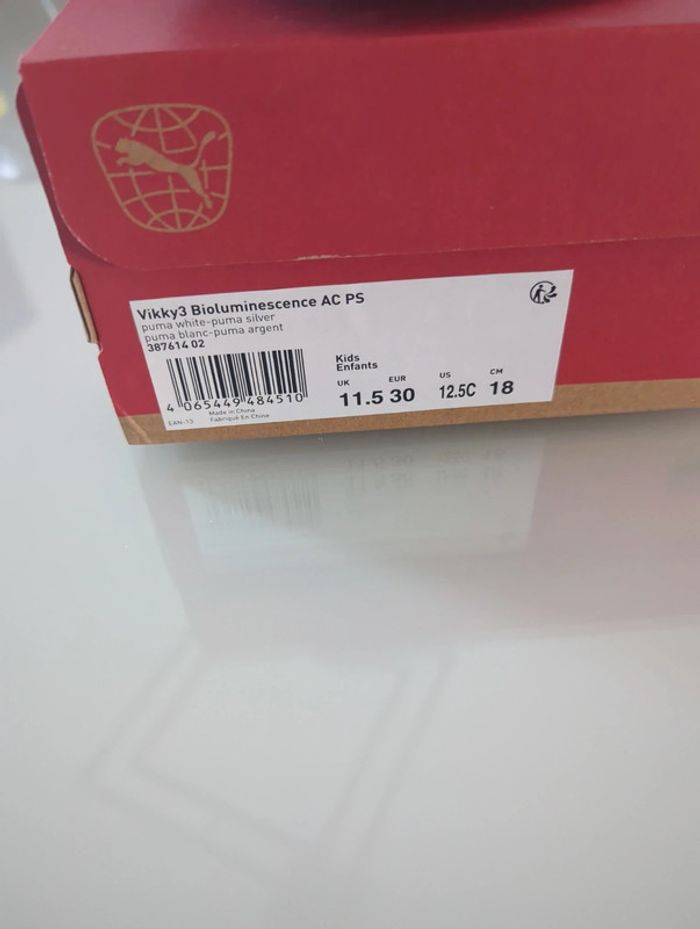 Vikky3 Bioluminescence AC PS
puma white-puma silver
puma blanc-puma argent
387614 02
Kids
Enfants
UK EUR US CM
11.5 30 12.5C 18
4 065449 484510
Made in China
EAN-13 Fabriqué En Chine